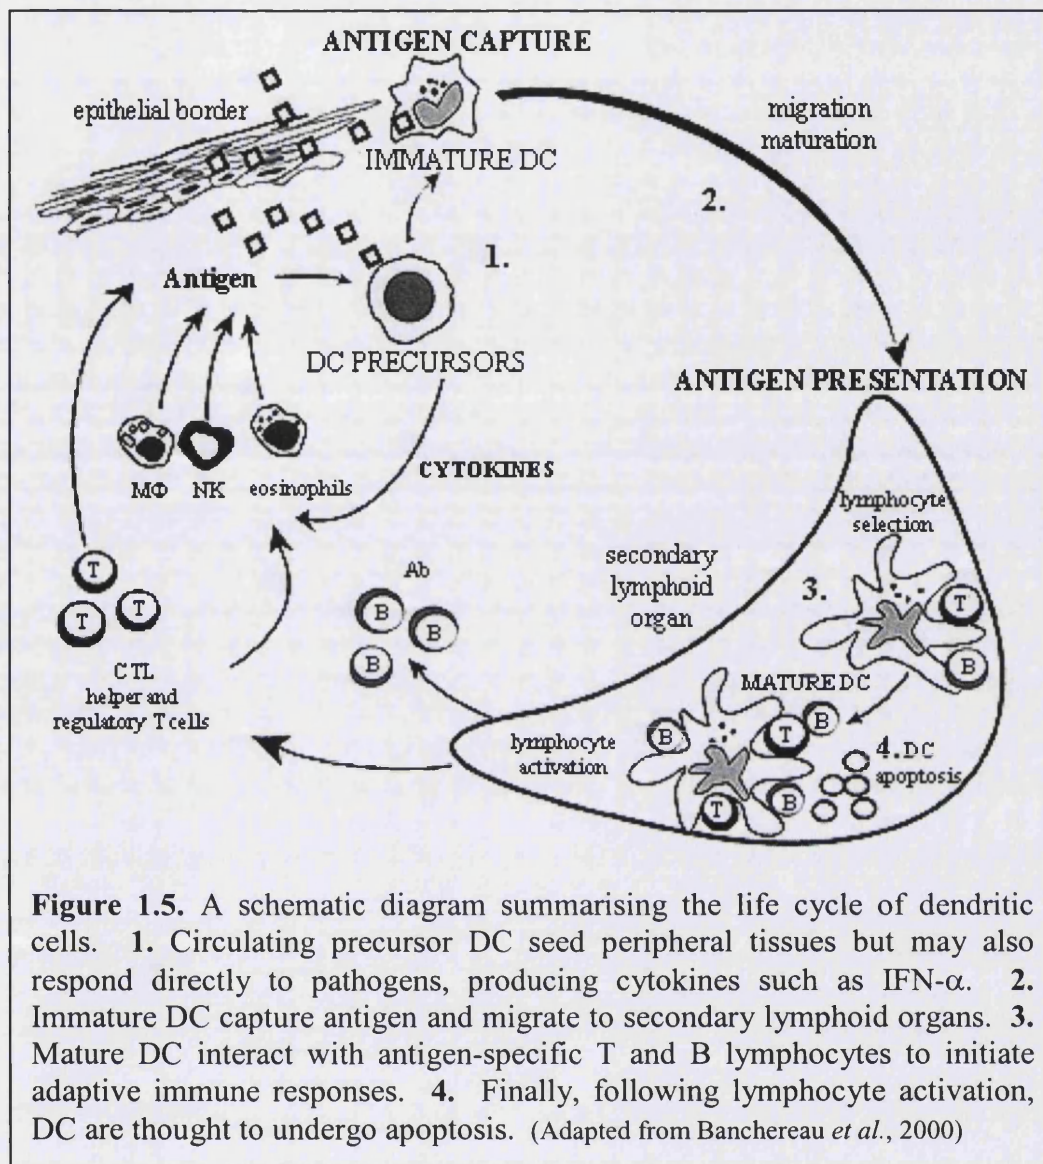 ANTIGEN CAPTURE
epithelial border
IMMATURE DC
migration
maturation
2.
1.
Antigen
DC PRECURSORS
ANTIGEN PRESENTATION
CYTOKINES
MΦ NK eosinophils
lymphocyte
selection
secondary
lymphoid
organ
3.
T
B
Ab
B
B
B
T
T
T
CTL
helper and
regulatory T cells
MATURE DC
B
T
B
T
B
4. DC
apoptosis
lymphocyte
activation
Figure 1.5. A schematic diagram summarising the life cycle of dendritic
cells. 1. Circulating precursor DC seed peripheral tissues but may also
respond directly to pathogens, producing cytokines such as IFN-α. 2.
Immature DC capture antigen and migrate to secondary lymphoid organs. 3.
Mature DC interact with antigen-specific T and B lymphocytes to initiate
adaptive immune responses. 4. Finally, following lymphocyte activation,
DC are thought to undergo apoptosis. (Adapted from Banchereau et al., 2000)